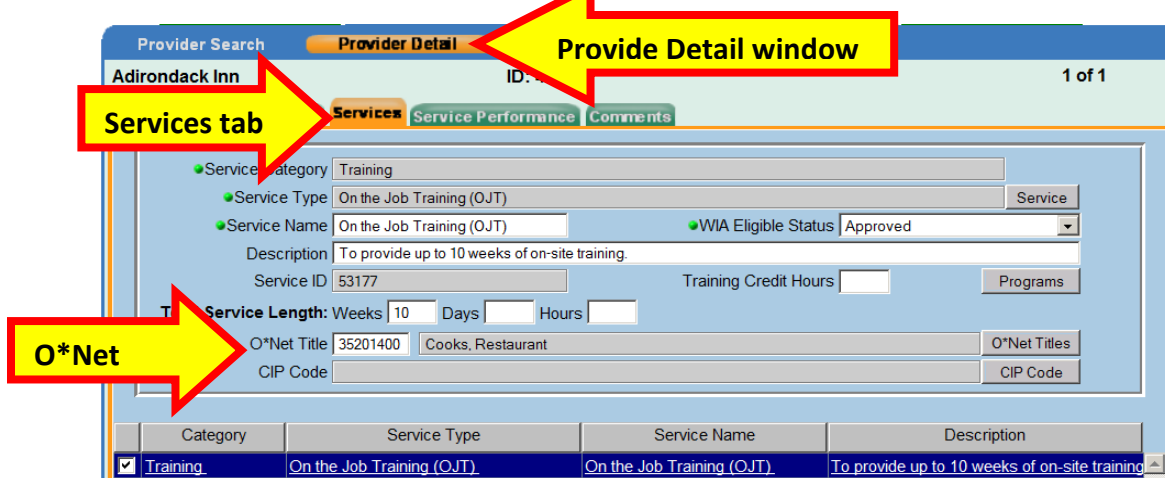 Provider Search Provider Detail Provide Detail window
Adirondack Inn ID: 1 of 1
Services tab Services Service Performance Comments
Service Category Training
Service Type On the Job Training (OJT) Service
Service Name On the Job Training (OJT) WIA Eligible Status Approved
Description To provide up to 10 weeks of on-site training.
Service ID 53177 Training Credit Hours Programs
Service Length: Weeks 10 Days Hours
O*Net O*Net Title 35201400 Cooks, Restaurant O*Net Titles
CIP Code CIP Code
Category Service Type Service Name Description
Training On the Job Training (OJT) On the Job Training (OJT) To provide up to 10 weeks of on-site training